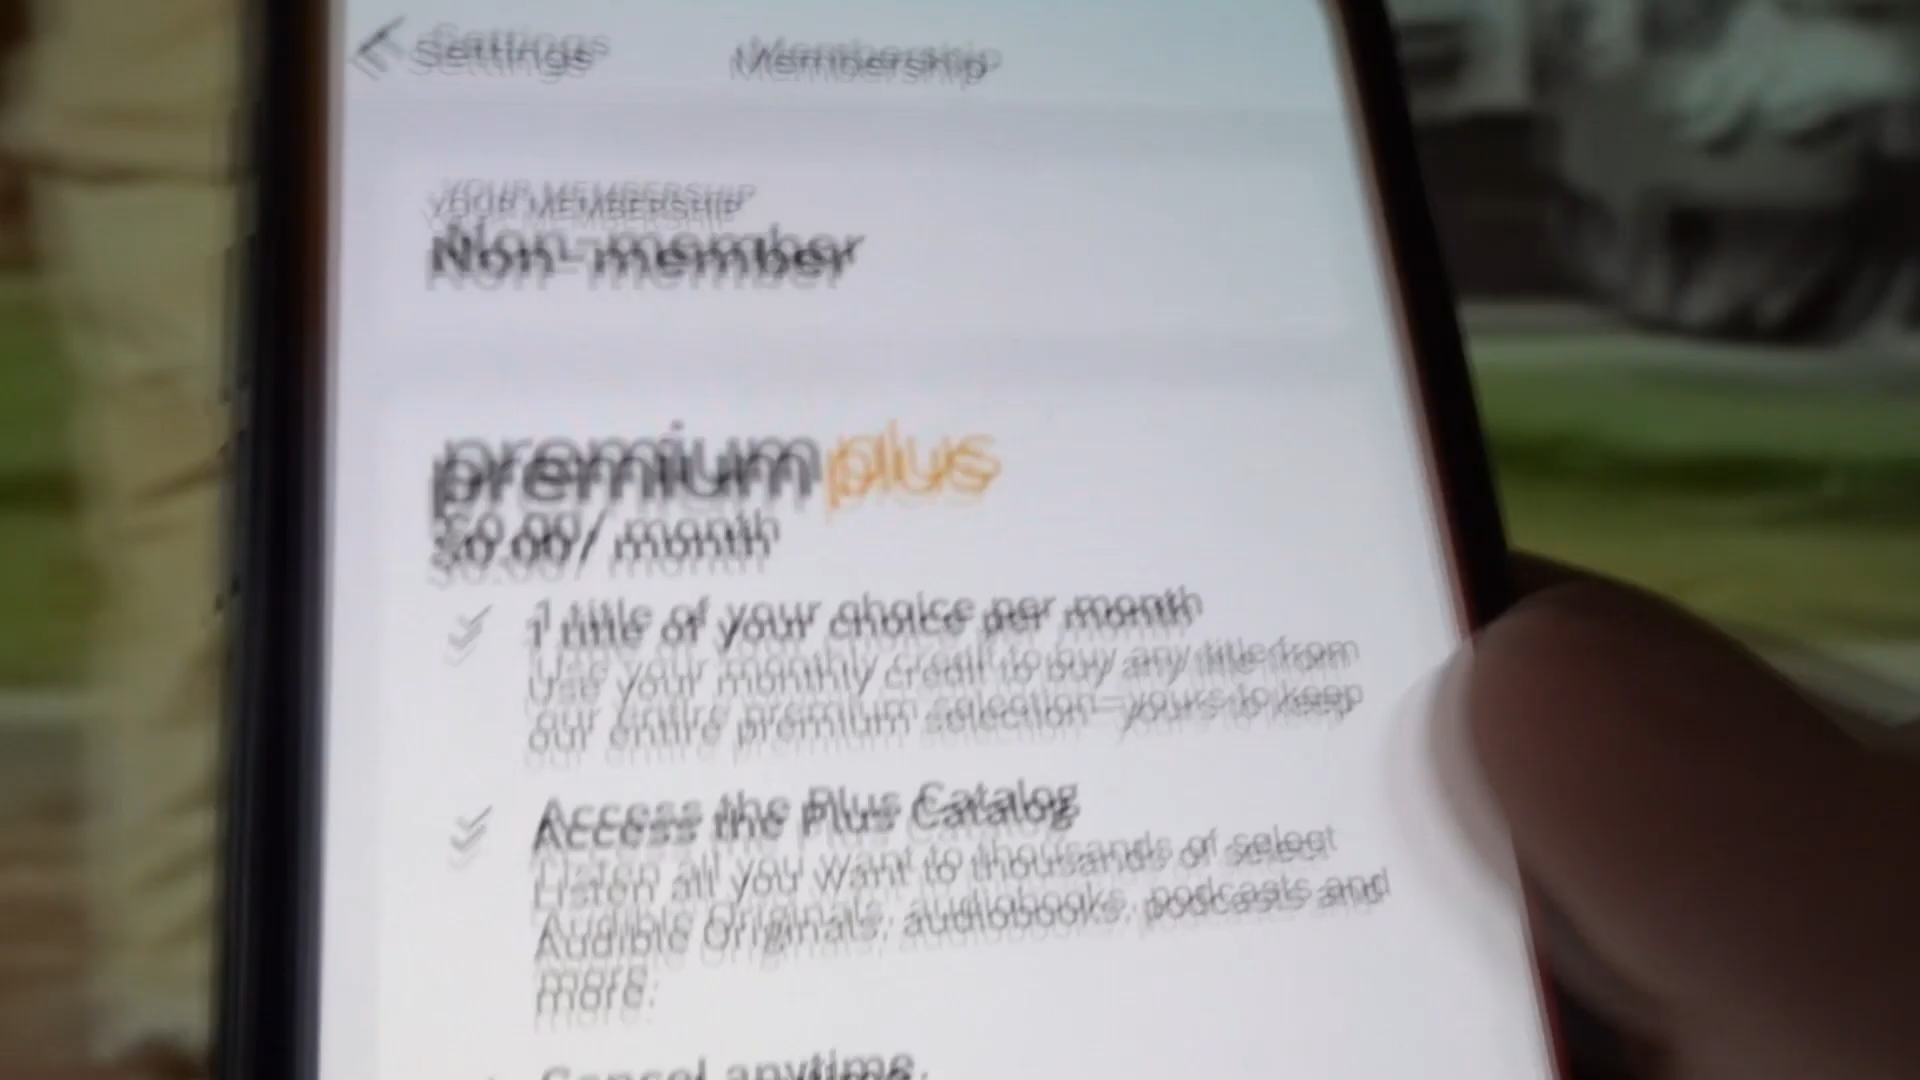 Settings
Membership
YOUR MEMBERSHIP
Non-member
premium plus
$0.00/ month
1 title of your choice per month
Use your monthly credit to buy any title from
our entire premium selection—yours to keep
Access the Plus Catalog
Listen all you want to thousands of select
Audible Originals, audiobooks, podcasts and
more.
Cancel anytime.